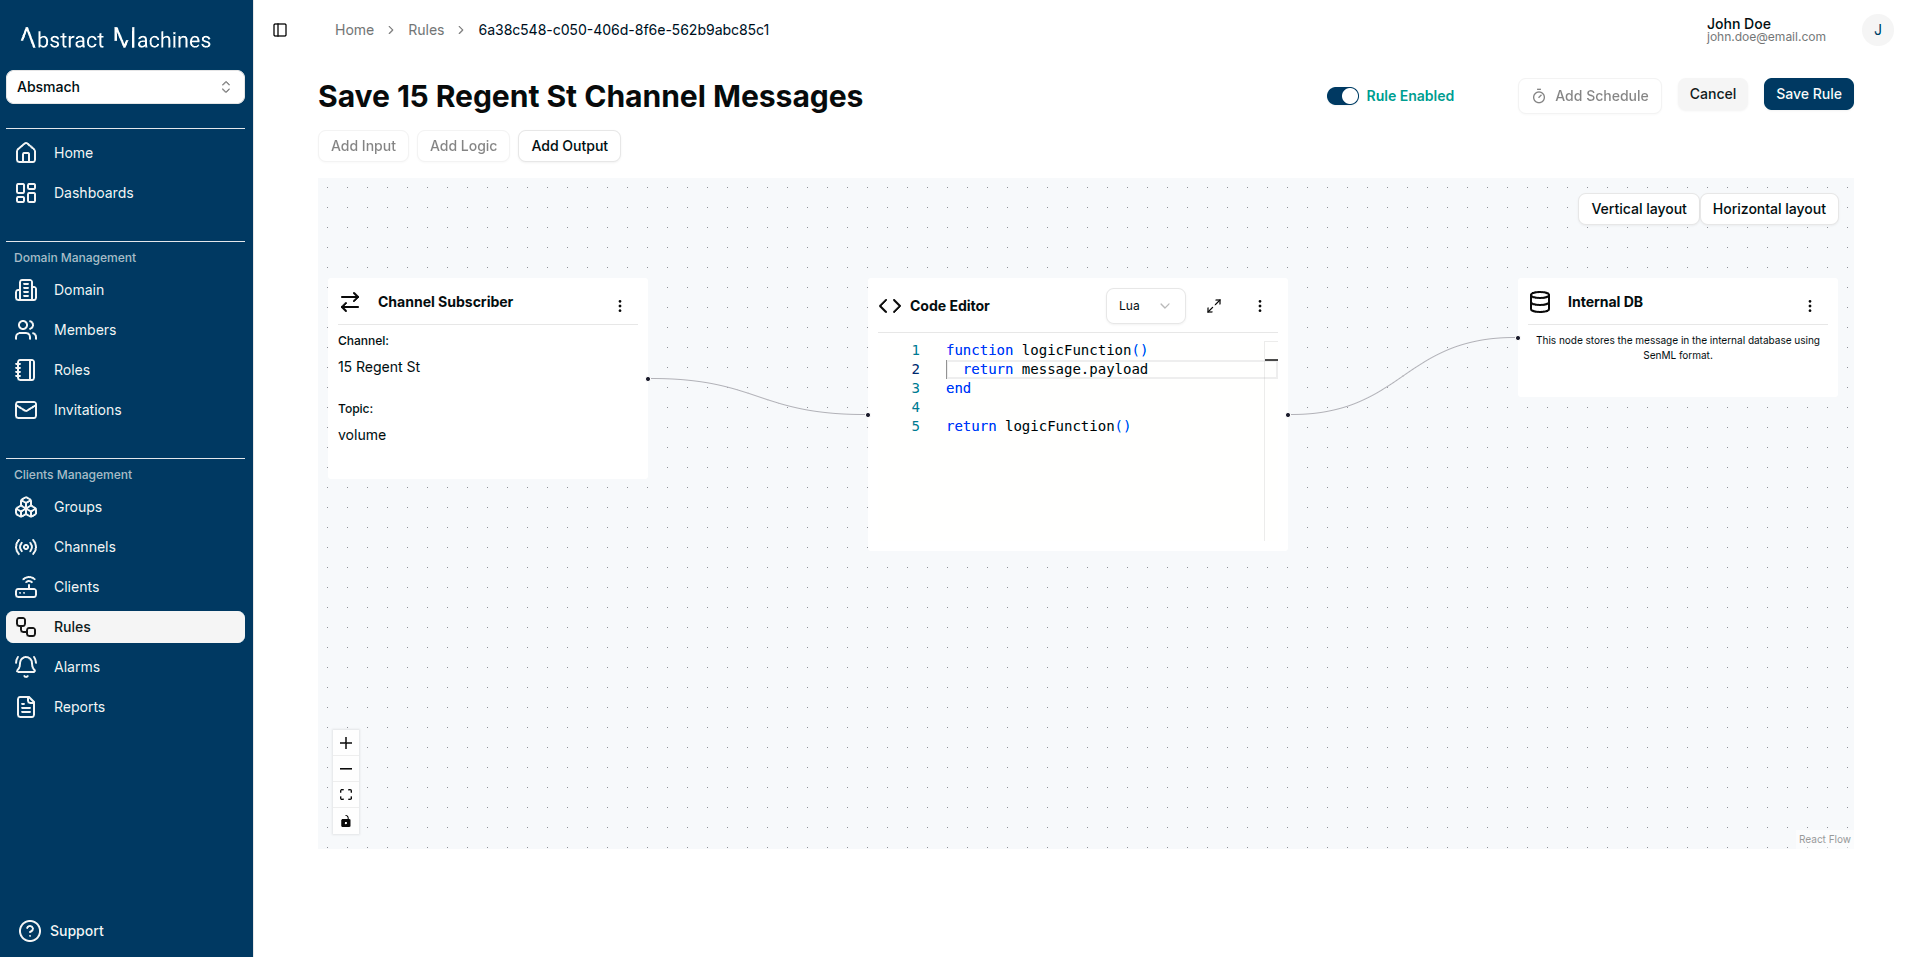 Abstract Machines
Absmach
Home
Dashboards
Domain Management
Domain
Members
Roles
Invitations
Clients Management
Groups
Channels
Clients
Rules
Alarms
Reports
Support
Home > Rules > 6a38c548-c050-406d-8f6e-562b9abc85c1
John Doe
john.doe@email.com
J
Save 15 Regent St Channel Messages
Rule Enabled
Add Schedule
Cancel
Save Rule
Add Input
Add Logic
Add Output
Vertical layout
Horizontal layout
Channel Subscriber
Channel:
15 Regent St
Topic:
volume
Code Editor
Lua
1 function logicFunction()
2   return message.payload
3 end
4
5 return logicFunction()
Internal DB
This node stores the message in the internal database using
SenML format.
React Flow